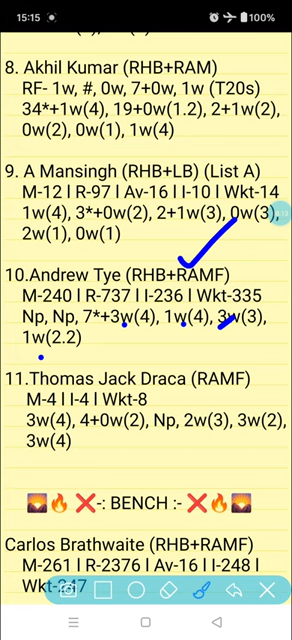 15:15
100%
8. Akhil Kumar (RHB+RAM)
RF- 1w, #, 0w, 7+0w, 1w (T20s)
34*+1w(4), 19+0w(1.2), 2+1w(2),
0w(2), 0w(1), 1w(4)
9. A Mansingh (RHB+LB) (List A)
M-12 I R-97 I Av-16 I I-10 I Wkt-14
1w(4), 3*+0w(2), 2+1w(3), 0w(3),
2w(1), 0w(1)
10.Andrew Tye (RHB+RAMF)
M-240 I R-737 I I-236 I Wkt-335
Np, Np, 7*+3w(4), 1w(4), 3w(3),
1w(2.2)
11.Thomas Jack Draca (RAMF)
M-4 I I-4 I Wkt-8
3w(4), 4+0w(2), Np, 2w(3), 3w(2),
3w(4)
🌄🔥 ❌-: BENCH :-❌🔥🌄
Carlos Brathwaite (RHB+RAMF)
M-261 I R-2376 I Av-16 I I-248 I
Wkt-247